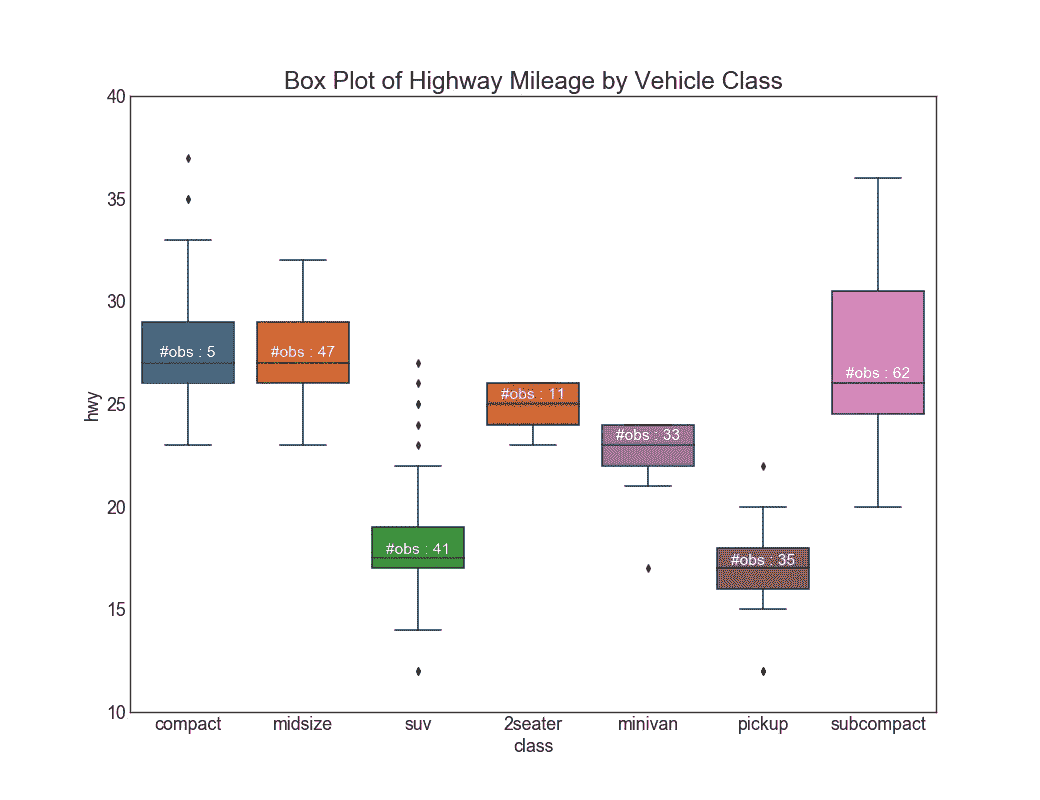 Box Plot of Highway Mileage by Vehicle Class
40
35
30
25
20
15
10
hwy
#obs : 5
#obs : 47
#obs : 41
#obs : 11
#obs : 33
#obs : 35
#obs : 62
compact midsize suv 2seater minivan pickup subcompact
class